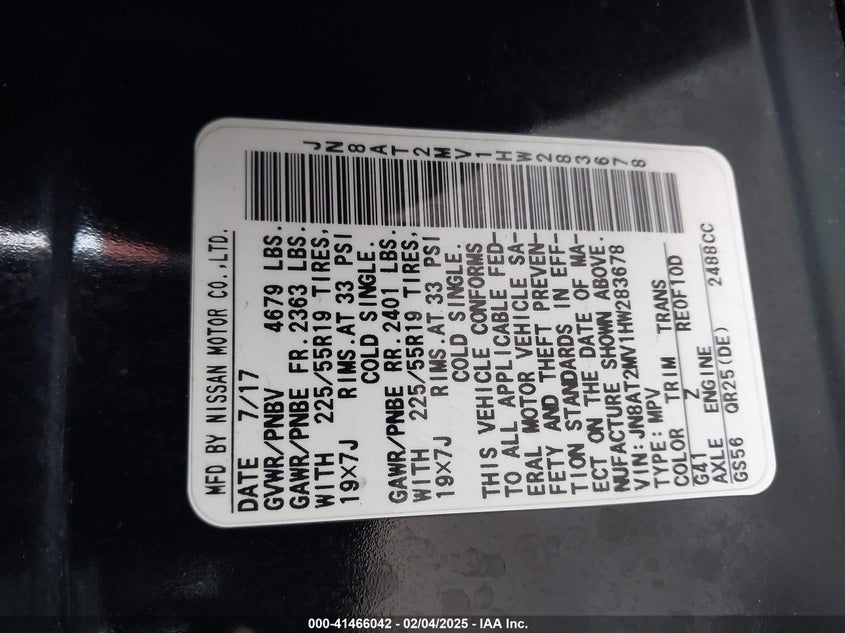 MFD BY NISSAN MOTOR CO.,LTD.
DATE 7/17
GVWR/PNBV 4679 LBS.
GAWR/PNBE FR. 2363 LBS.
WITH 225/55R19 TIRES,
19X7J RIMS.AT 33 PSI
COLD SINGLE.
GAWR/PNBE RR. 2401 LBS.
WITH 225/55R19 TIRES,
19X7J RIMS.AT 33 PSI
COLD SINGLE.
THIS VEHICLE CONFORMS
TO ALL APPLICABLE FED-
ERAL MOTOR VEHICLE SA-
FETY AND THEFT PREVEN-
TION STANDARDS IN EFF-
ECT ON THE DATE OF MA-
NUFACTURE SHOWN ABOVE.
VIN:JN8AT2MV1HW283678
TYPE:MPV
COLOR TRIM TRANS
G41 Z RE0F10D
AXLE ENGINE
GS56 QR25(DE) 2488CC
JN8AT2MV1HW283678
000-41466042 - 02/04/2025 - IAA Inc.